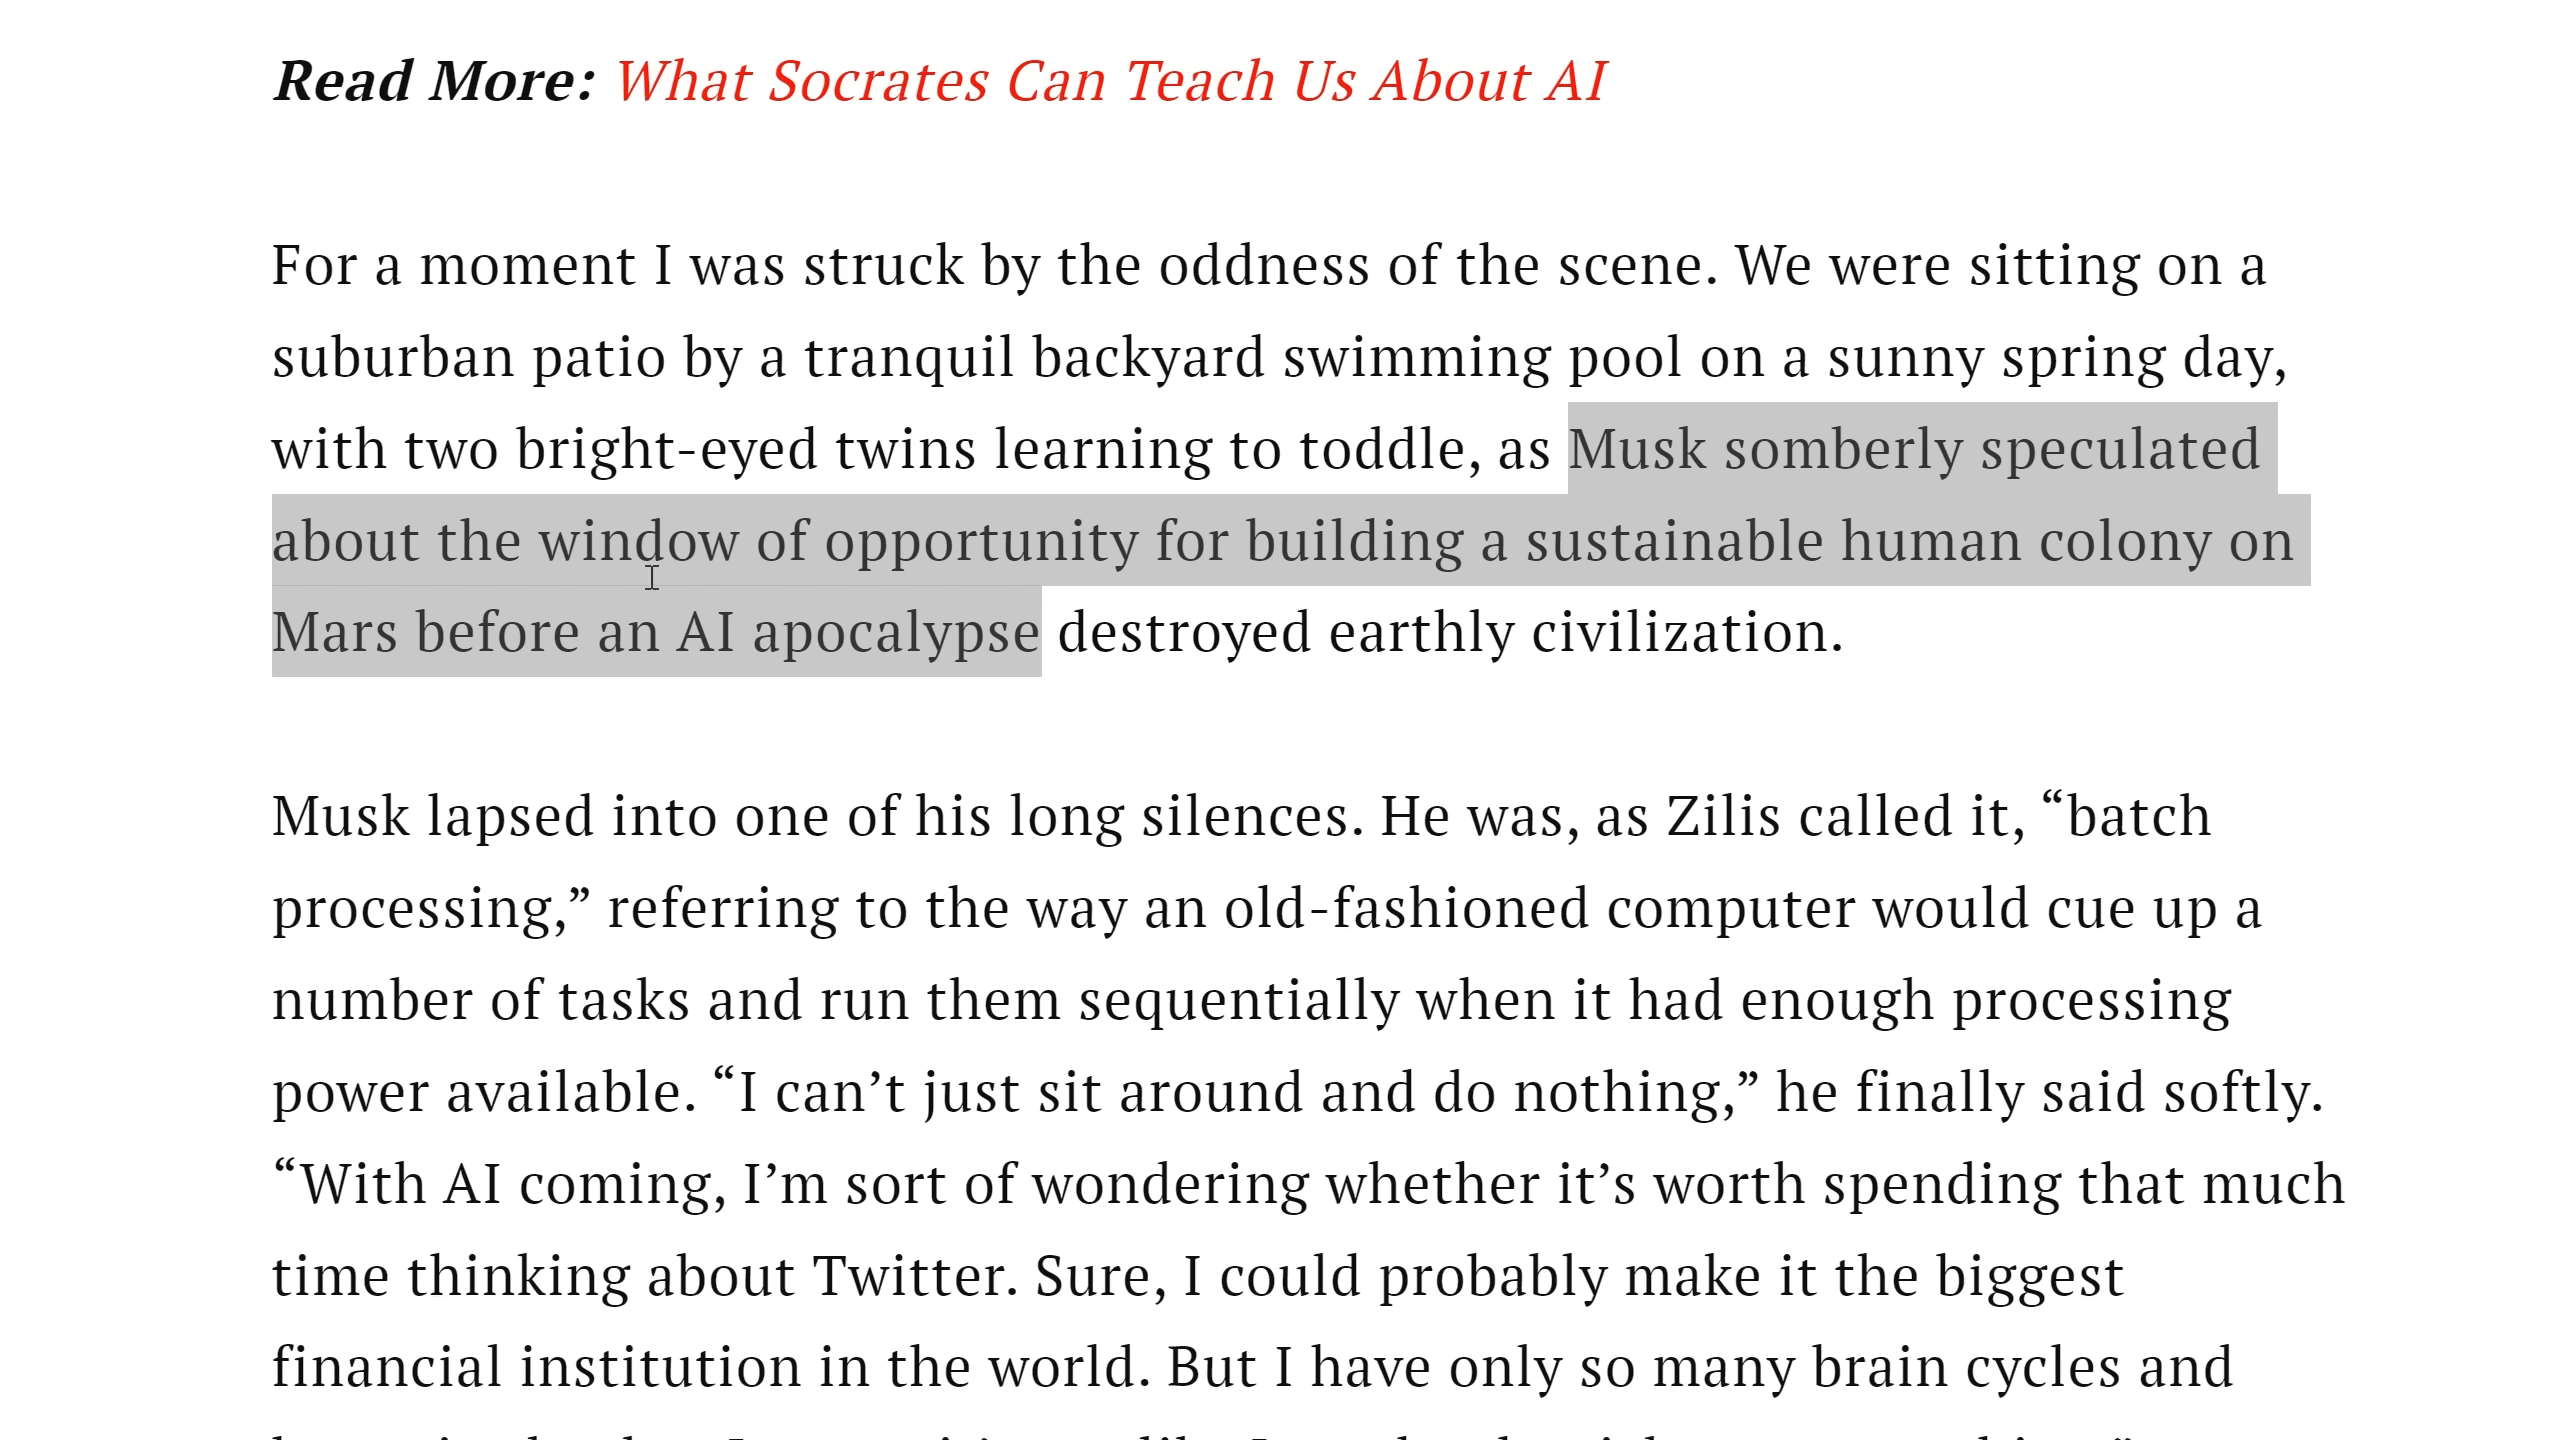 Read More: What Socrates Can Teach Us About AI
For a moment I was struck by the oddness of the scene. We were sitting on a
suburban patio by a tranquil backyard swimming pool on a sunny spring day,
with two bright-eyed twins learning to toddle, as Musk somberly speculated
about the window of opportunity for building a sustainable human colony on
Mars before an AI apocalypse destroyed earthly civilization.
Musk lapsed into one of his long silences. He was, as Zilis called it, “batch
processing,” referring to the way an old-fashioned computer would cue up a
number of tasks and run them sequentially when it had enough processing
power available. “I can’t just sit around and do nothing,” he finally said softly.
“With AI coming, I’m sort of wondering whether it’s worth spending that much
time thinking about Twitter. Sure, I could probably make it the biggest
financial institution in the world. But I have only so many brain cycles and